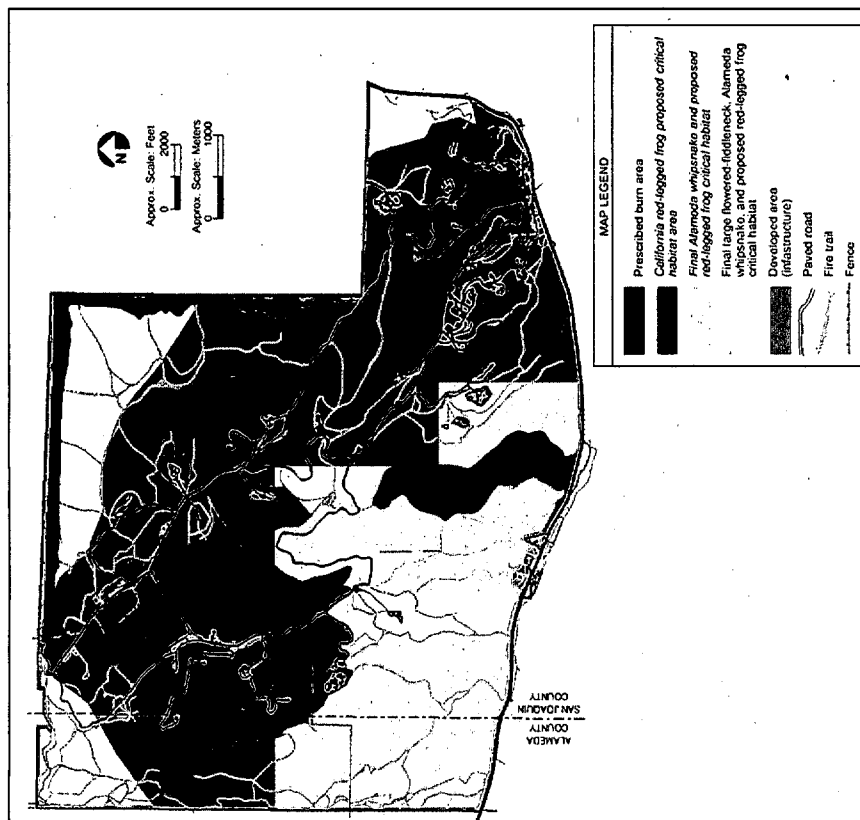 N
Approx. Scale: Feet
0 2000
Approx. Scale: Meters
0 1000
SAN JOAQUIN
COUNTY
ALAMEDA
COUNTY
MAP LEGEND
Prescribed burn area
California red-legged frog proposed critical
habitat area
Final Alameda whipsnake and proposed
red-legged frog critical habitat
Final large flowered-fiddleneck, Alameda
whipsnake, and proposed red-legged frog
critical habitat
Developed area
(infastructure)
Paved road
Fire trail
Fence